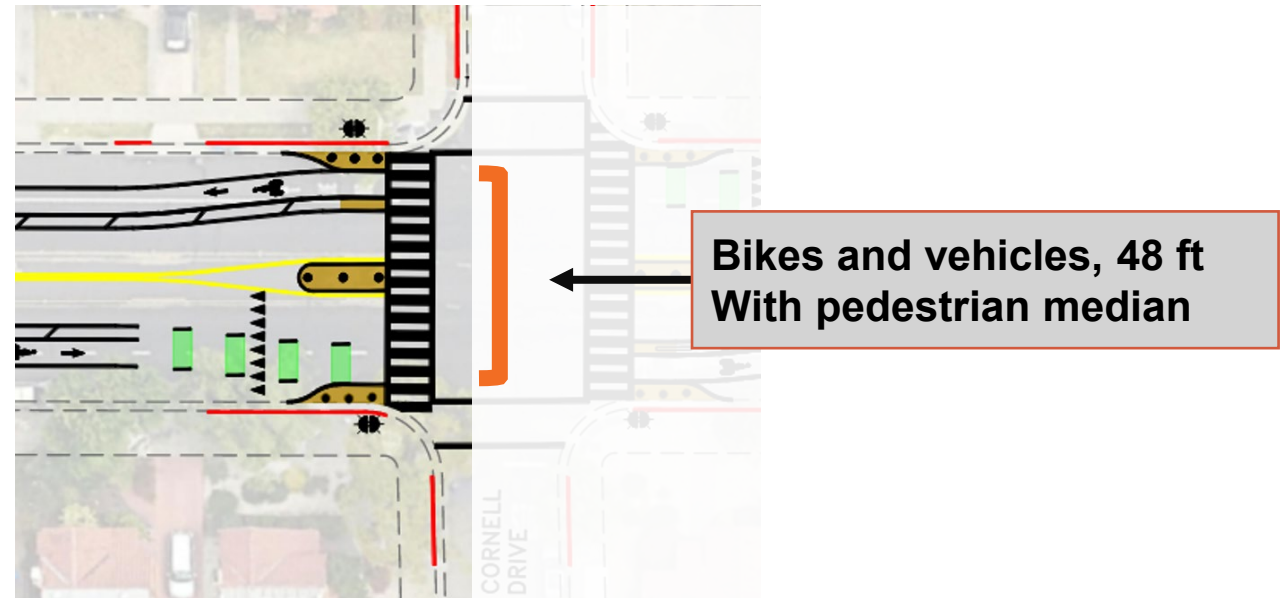 Bikes and vehicles, 48 ft
With pedestrian median
CORNELL
DRIVE